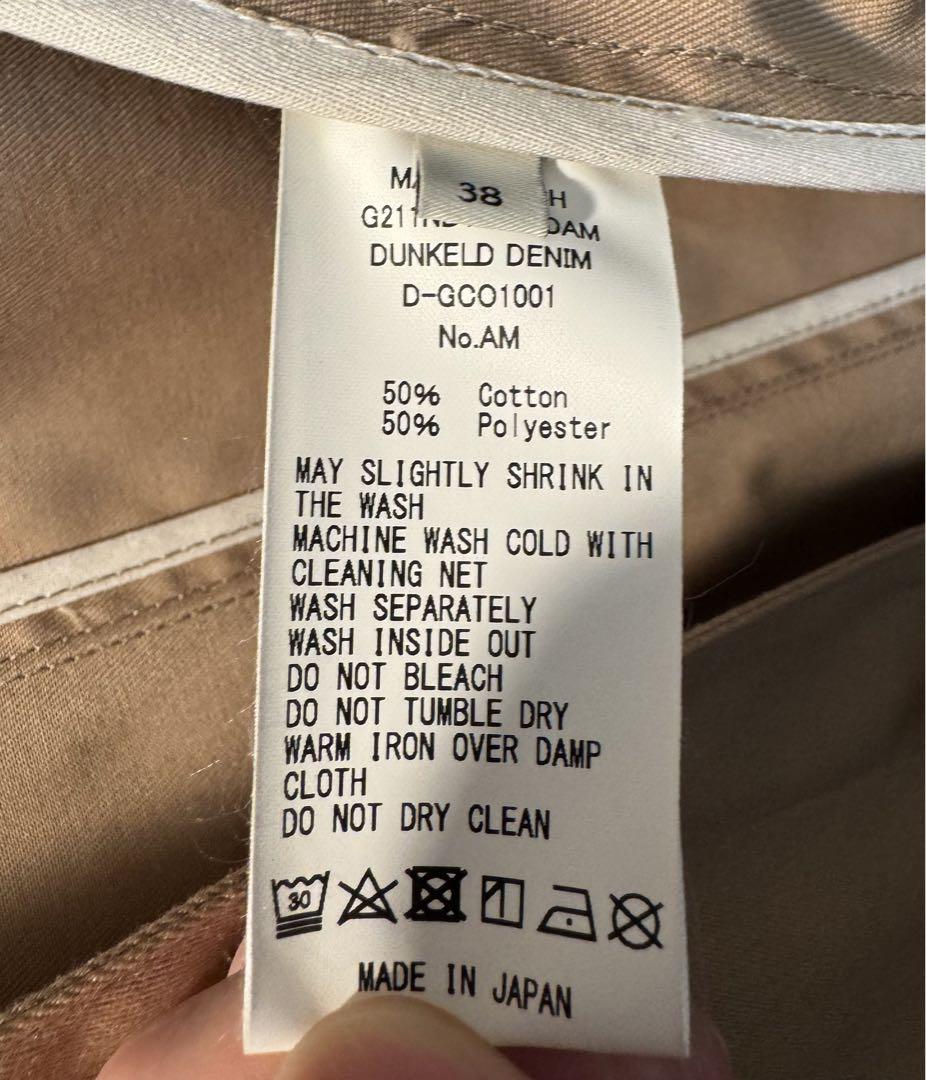 38
DUNKELD DENIM
D-GCO1001
No.AM
50% Cotton
50% Polyester
MAY SLIGHTLY SHRINK IN
THE WASH
MACHINE WASH COLD WITH
CLEANING NET
WASH SEPARATELY
WASH INSIDE OUT
DO NOT BLEACH
DO NOT TUMBLE DRY
WARM IRON OVER DAMP
CLOTH
DO NOT DRY CLEAN
30
MADE IN JAPAN